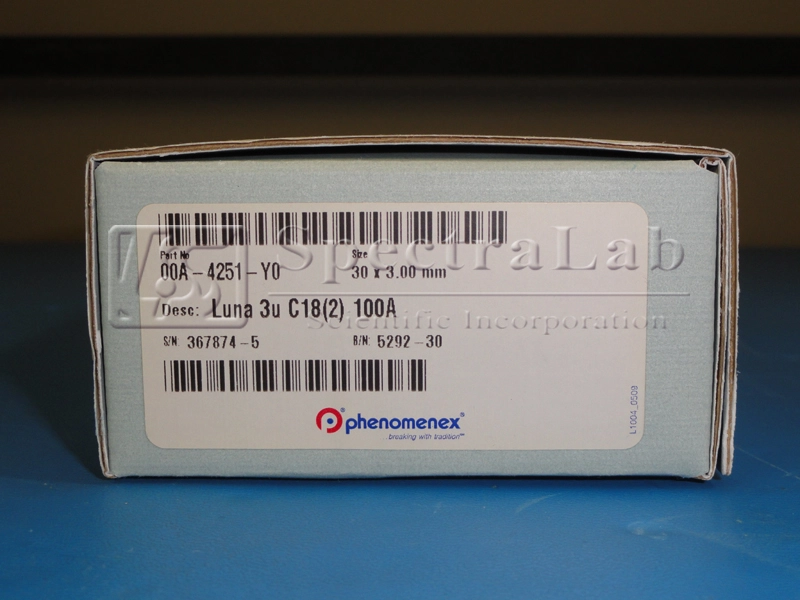 Part No
Size
00A-4251-Y0
30 x 3.00 mm
SpectraLab
Desc: Luna 3u C18(2) 100A
Scientific Incorporation
S/N: 367874-5
B/N: 5292-30
phenomenex®
...breaking with tradition™
L1004_0509